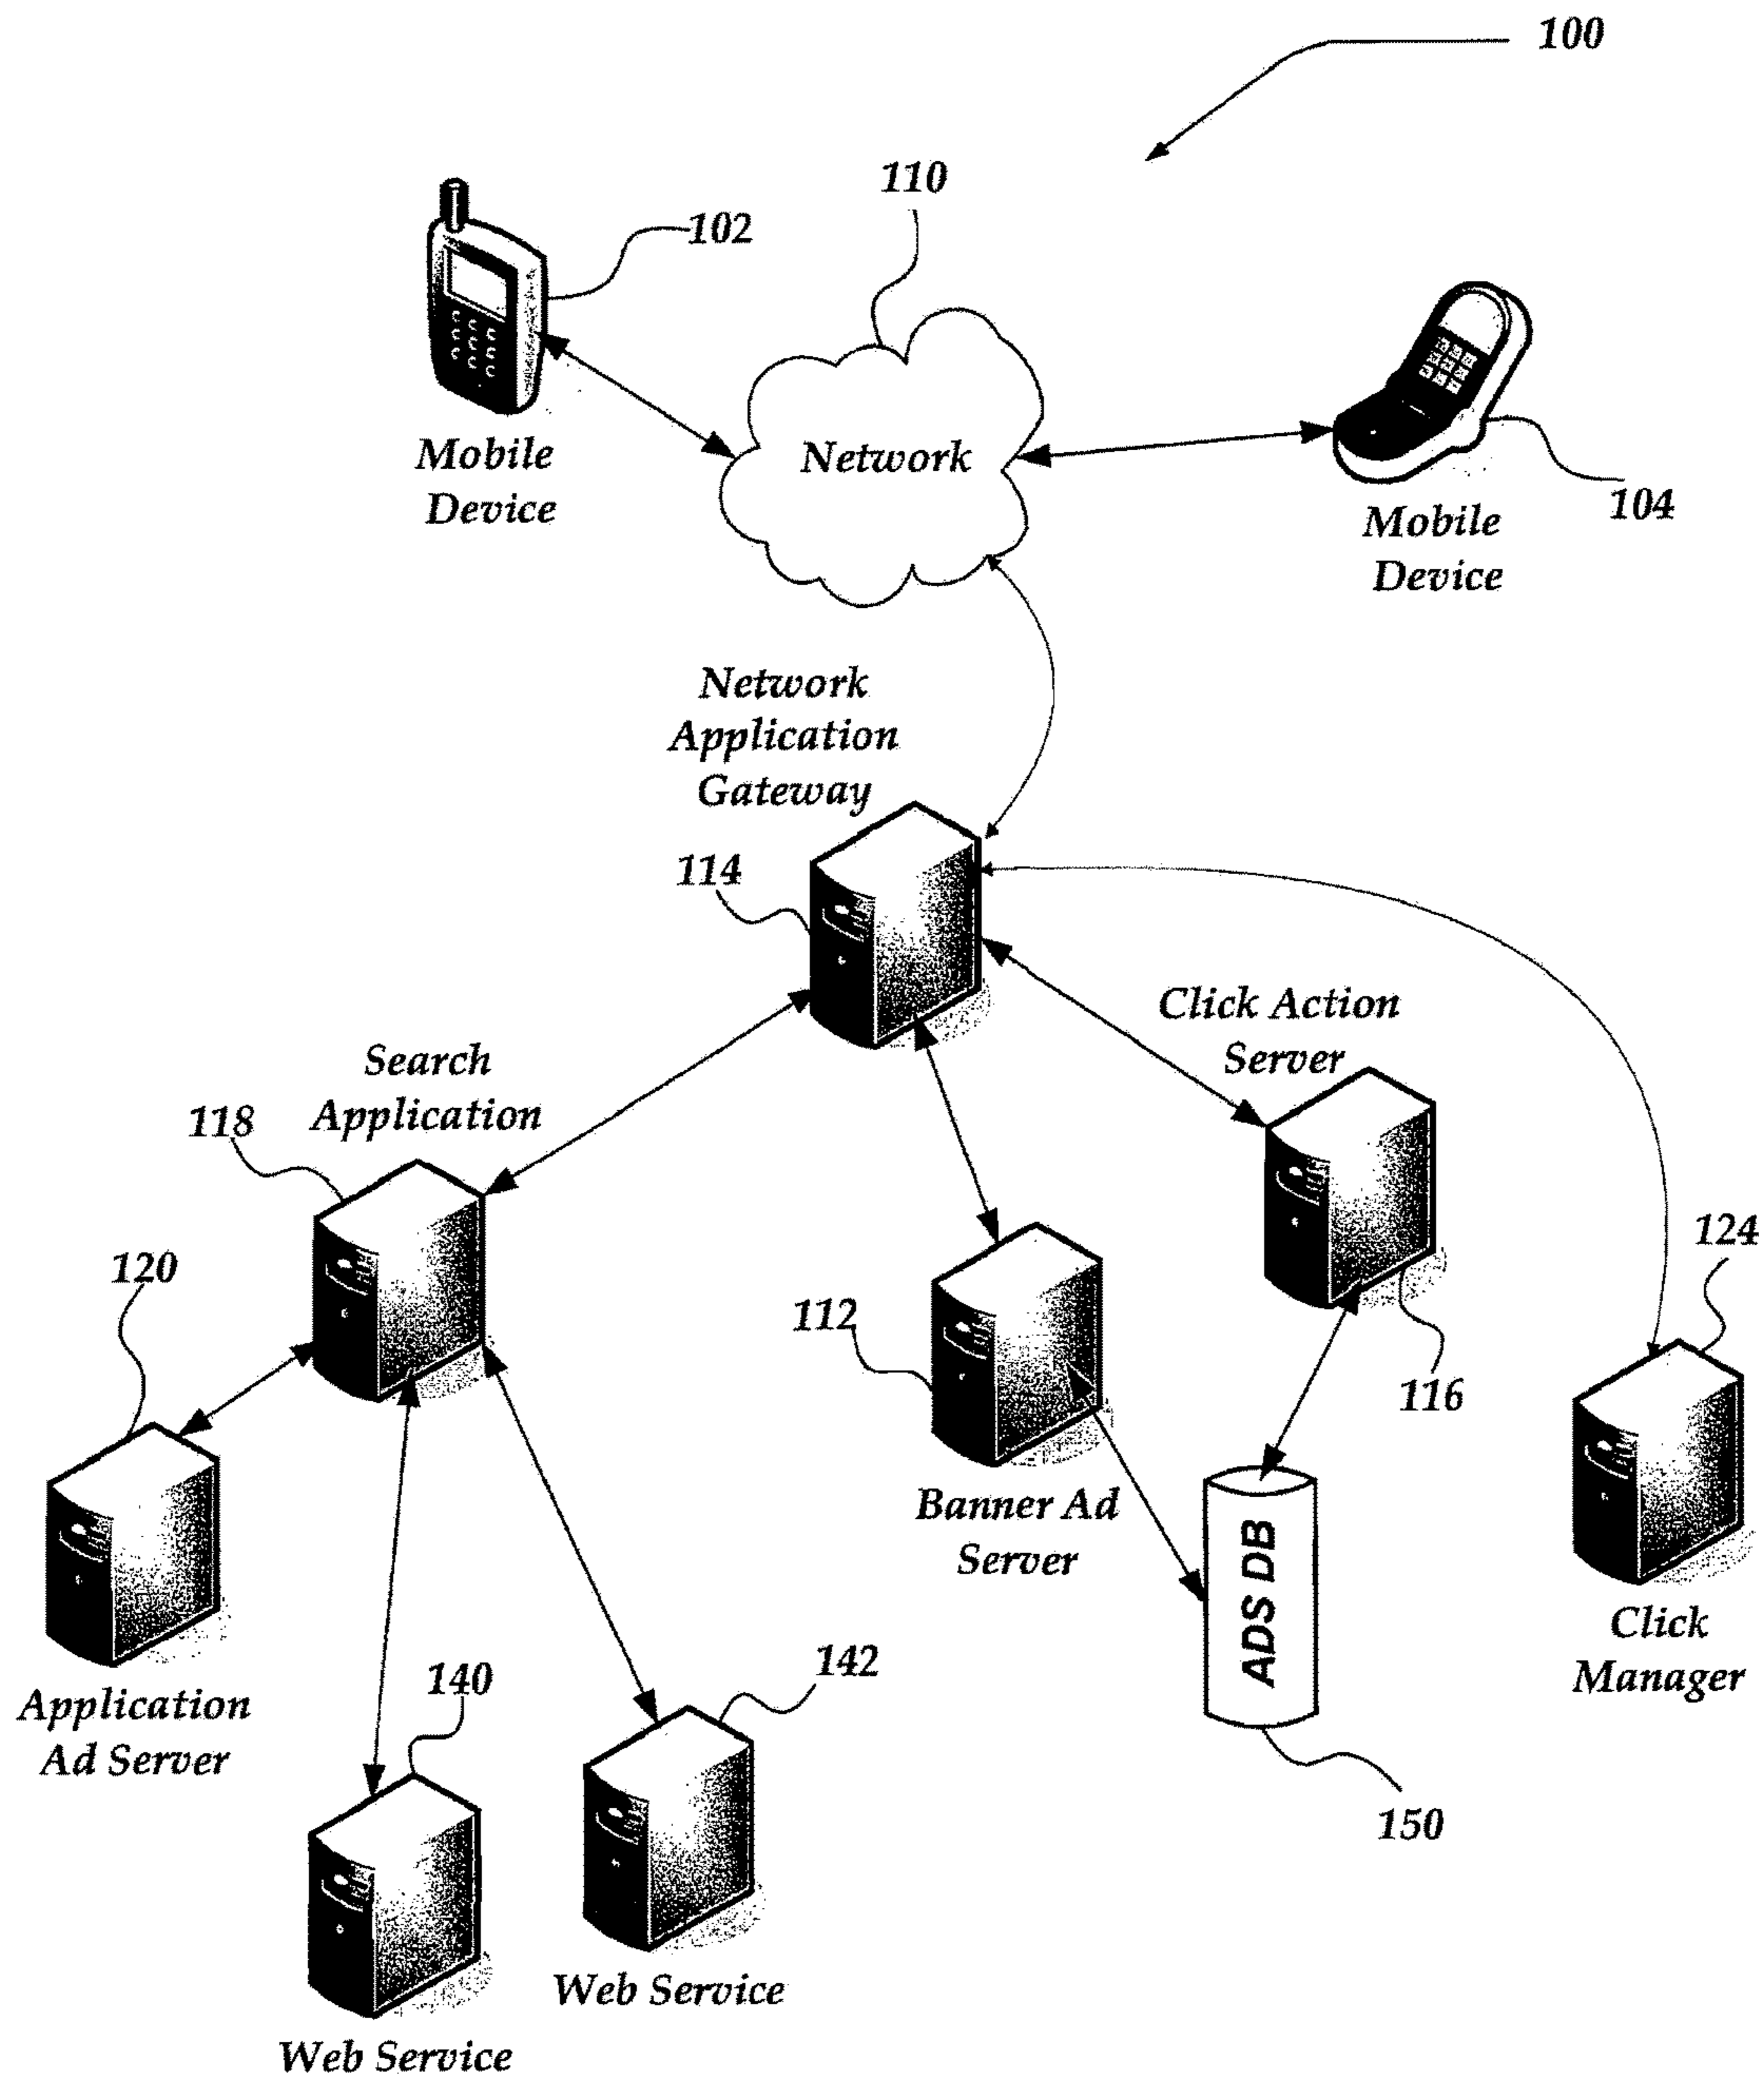 100
110
102
Network
Mobile
Device
104
Mobile
Device
Network
Application
Gateway
114
Click Action
Server
Search
Application
118
124
120
112
116
Banner Ad
Server
ADS DB
Click
Manager
142
140
Application
Ad Server
150
Web Service
Web Service